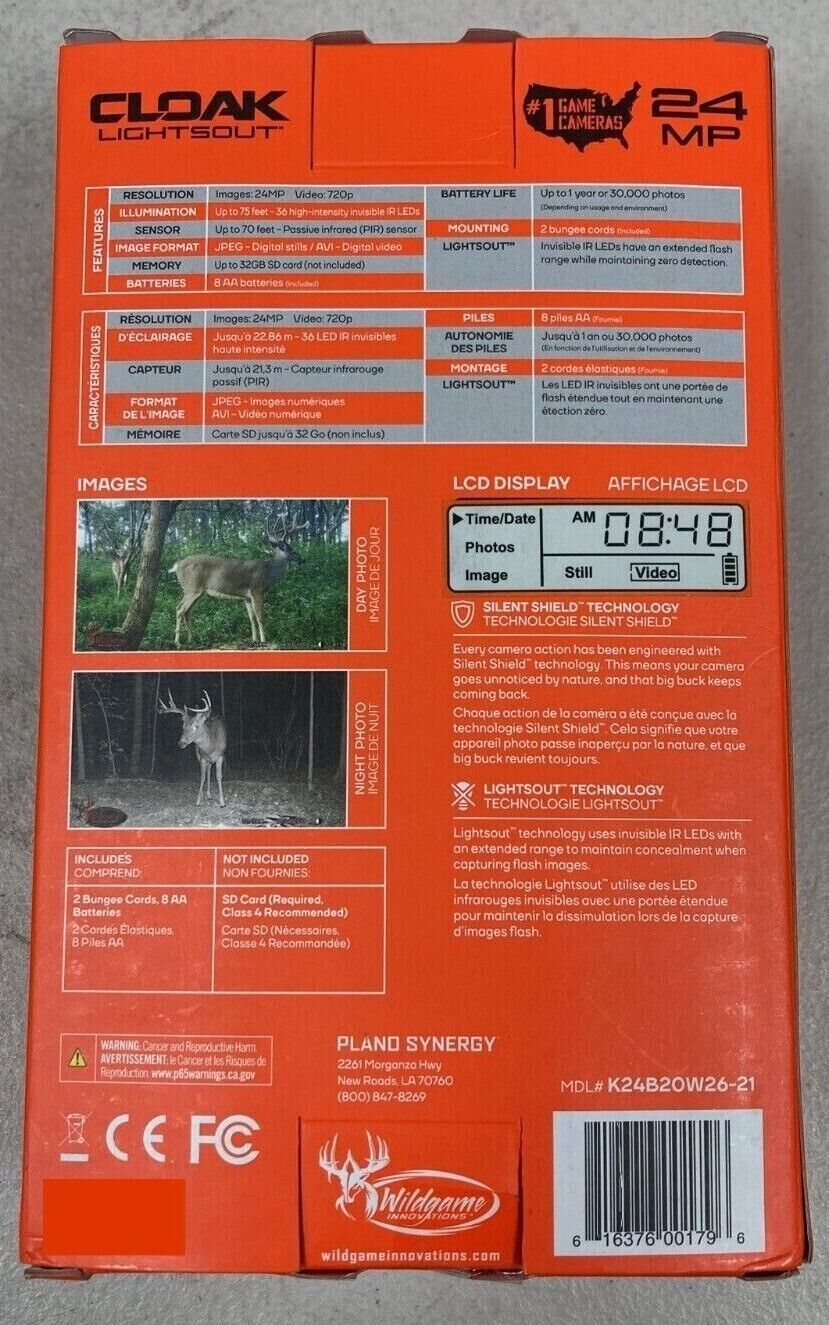 CLOAK
LIGHTSOUT™
#1 GAME
CAMERAS
24
MP
FEATURES
RESOLUTION Images: 24MP Video: 720p
ILLUMINATION Up to 75 feet - 36 high-intensity invisible IR LEDs
SENSOR Up to 70 feet - Passive infrared (PIR) sensor
IMAGE FORMAT JPEG - Digital stills / AVI - Digital video
MEMORY Up to 32GB SD card (not included)
BATTERIES 8 AA batteries (included)
BATTERY LIFE Up to 1 year or 30,000 photos
(Depending on usage and environment)
MOUNTING 2 bungee cords (included)
LIGHTSOUT™ Invisible IR LEDs have an extended flash
range while maintaining zero detection.
CARACTÉRISTIQUES
RÉSOLUTION Images: 24MP Video: 720p
D'ÉCLAIRAGE Jusqu'à 22.86 m - 36 LED IR invisibles
haute intensité
CAPTEUR Jusqu'à 21,3 m - Capteur infrarouge
passif (PIR)
FORMAT
DE L'IMAGE
JPEG - Images numériques
AVI - Vidéo numérique
MÉMOIRE Carte SD jusqu'à 32 Go (non inclus)
PILES 8 piles AA (Fournie)
AUTONOMIE
DES PILES
Jusqu'à 1 an ou 30,000 photos
(En fonction de l'utilisation et de l'environnement)
MONTAGE 2 cordes élastiques (Fournie)
LIGHTSOUT™ Les LED IR invisibles ont une portée de
flash étendue tout en maintenant une
étection zéro.
IMAGES
DAY PHOTO
IMAGE DE JOUR
NIGHT PHOTO
IMAGE DE NUIT
LCD DISPLAY AFFICHAGE LCD
▶Time/Date AM 08:48
Photos
Image Still Video
SILENT SHIELD™ TECHNOLOGY
TECHNOLOGIE SILENT SHIELD™
Every camera action has been engineered with
Silent Shield™ technology. This means your camera
goes unnoticed by nature, and that big buck keeps
coming back.
Chaque action de la caméra a été conçue avec la
technologie Silent Shield™. Cela signifie que votre
appareil photo passe inaperçu par la nature, et que
big buck revient toujours.
LIGHTSOUT™ TECHNOLOGY
TECHNOLOGIE LIGHTSOUT™
Lightsout™ technology uses invisible IR LEDs with
an extended range to maintain concealment when
capturing flash images.
La technologie Lightsout™ utilise des LED
infrarouges invisibles avec une portée étendue
pour maintenir la dissimulation lors de la capture
d'images flash.
INCLUDES
COMPREND:
2 Bungee Cords, 8 AA
Batteries
2 Cordes Élastiques,
8 Piles AA
NOT INCLUDED
NON FOURNIES:
SD Card (Required,
Class 4 Recommended)
Carte SD (Nécessaires,
Classe 4 Recommandée)
WARNING: Cancer and Reproductive Harm
AVERTISSEMENT: le Cancer et les Risques de
Reproduction. www.p65warnings.ca.gov
PLANO SYNERGY
2261 Morganza Hwy
New Roads, LA 70760
(800) 847-8269
MDL# K24B20W26-21
CE FC
Wildgame
INNOVATIONS
wildgameinnovations.com
6 16376 00179 6